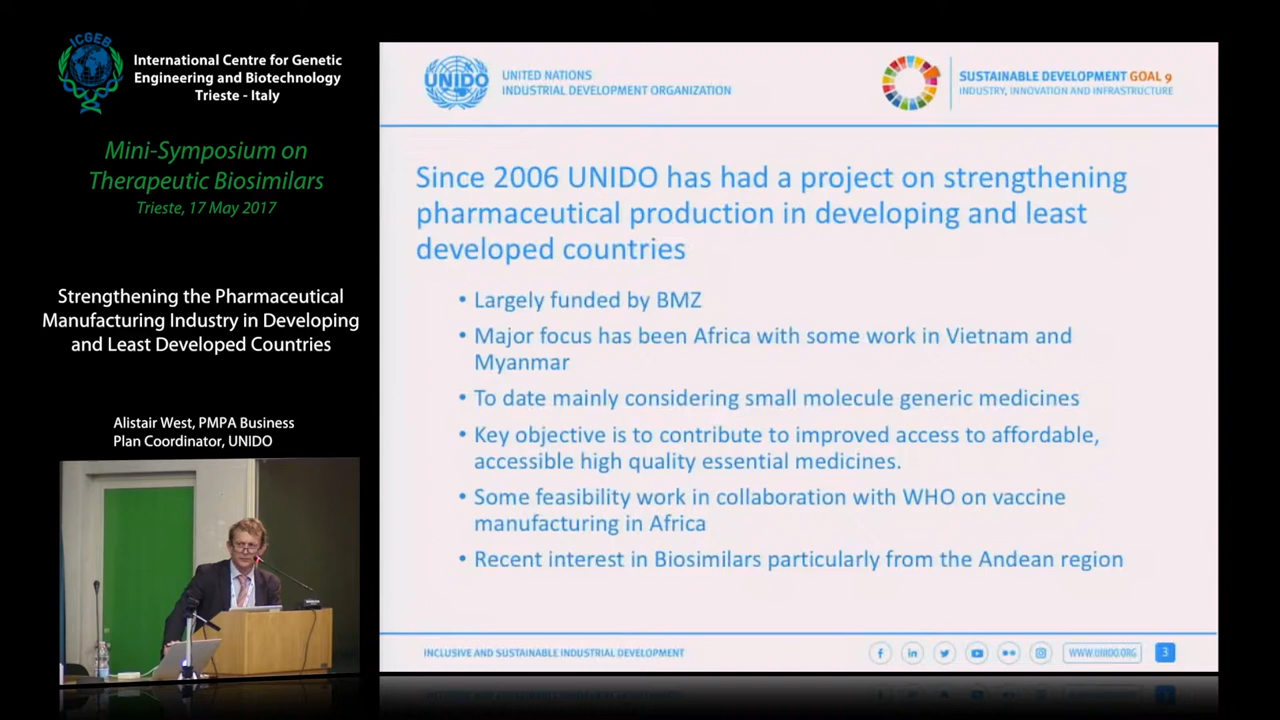 ICGEB
International Centre for Genetic
Engineering and Biotechnology
Trieste - Italy
Mini-Symposium on
Therapeutic Biosimilars
Trieste, 17 May 2017
Strengthening the Pharmaceutical
Manufacturing Industry in Developing
and Least Developed Countries
Alistair West, PMPA Business
Plan Coordinator, UNIDO
UNIDO
UNITED NATIONS
INDUSTRIAL DEVELOPMENT ORGANIZATION
SUSTAINABLE DEVELOPMENT GOAL 9
INDUSTRY, INNOVATION AND INFRASTRUCTURE
Since 2006 UNIDO has had a project on strengthening
pharmaceutical production in developing and least
developed countries
• Largely funded by BMZ
• Major focus has been Africa with some work in Vietnam and
Myanmar
• To date mainly considering small molecule generic medicines
• Key objective is to contribute to improved access to affordable,
accessible high quality essential medicines.
• Some feasibility work in collaboration with WHO on vaccine
manufacturing in Africa
• Recent interest in Biosimilars particularly from the Andean region
INCLUSIVE AND SUSTAINABLE INDUSTRIAL DEVELOPMENT
WWW.UNIDO.ORG
3